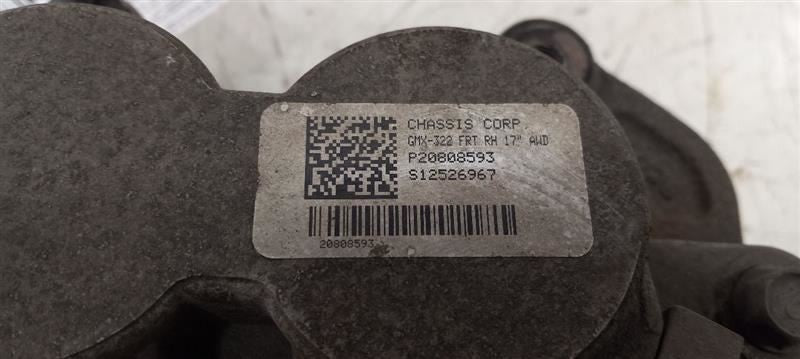 CHASSIS CORP.
GMX-322 FRT RH 17" AWD
P20808593
S12526967
20808593